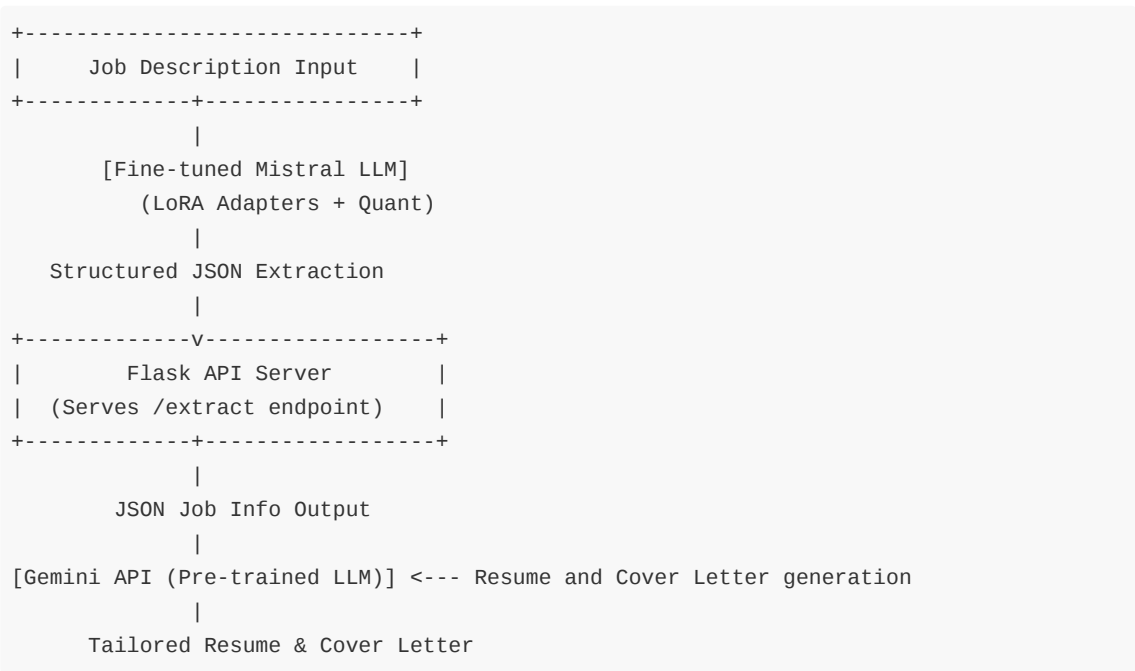 +------------------------------+
|     Job Description Input    |
+-------------+----------------+
              |
       [Fine-tuned Mistral LLM]
          (LoRA Adapters + Quant)
              |
   Structured JSON Extraction
              |
+-------------v------------------+
|         Flask API Server       |
|  (Serves /extract endpoint)    |
+-------------+------------------+
              |
        JSON Job Info Output
              |
[Gemini API (Pre-trained LLM)] <--- Resume and Cover Letter generation
              |
      Tailored Resume & Cover Letter